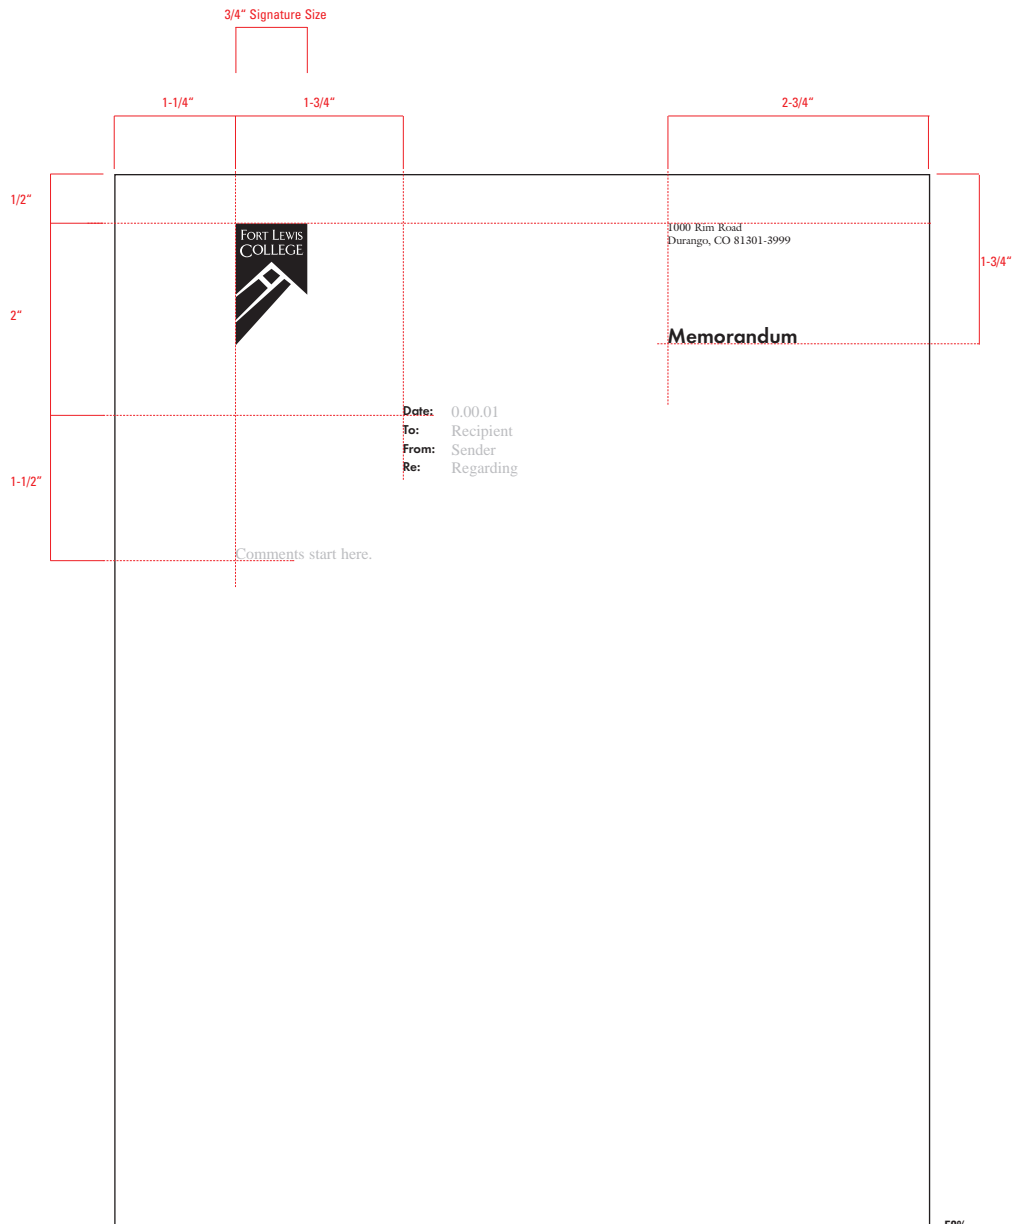 3/4“ Signature Size
1-1/4“ 1-3/4“ 2-3/4“
1/2“
FORT LEWIS
COLLEGE
1000 Rim Road
Durango, CO 81301-3999
1-3/4“
2“
Memorandum
Date: 0.00.01
To: Recipient
From: Sender
Re: Regarding
1-1/2“
Comments start here.